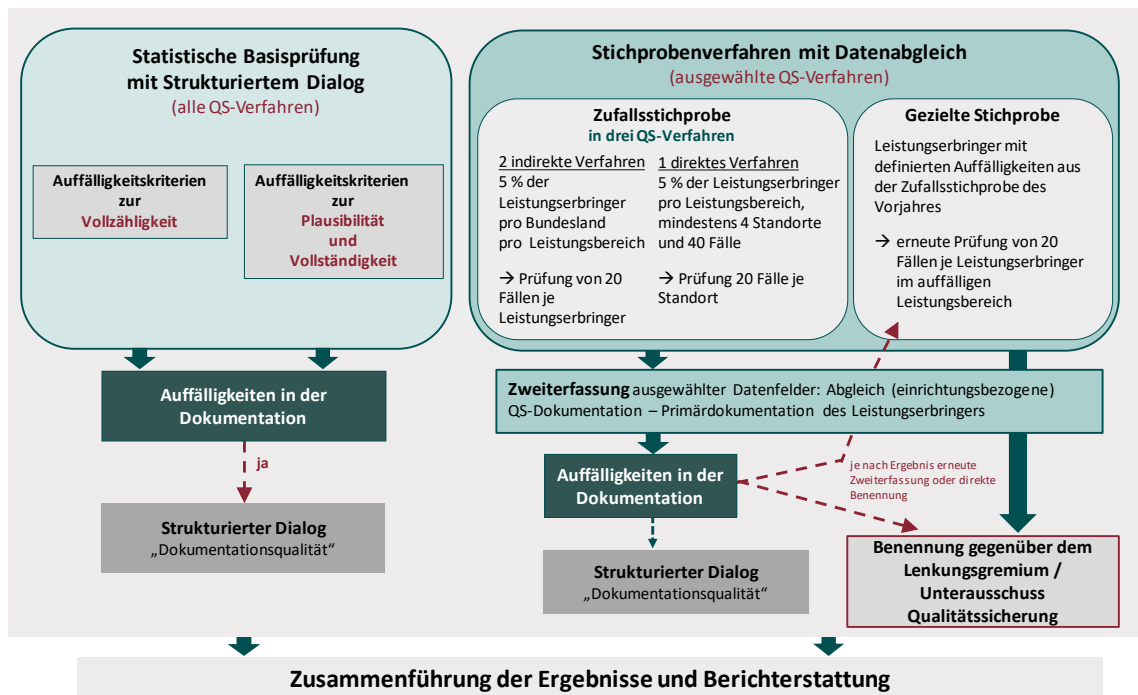 Statistische Basisprüfung
mit Strukturiertem Dialog
(alle QS-Verfahren)
Auffälligkeitskriterien
zur
Vollzähligkeit
Auffälligkeitskriterien
zur
Plausibilität
und
Vollständigkeit
Auffälligkeiten in der
Dokumentation
ja
Strukturierter Dialog
„Dokumentationsqualität“
Stichprobenverfahren mit Datenabgleich
(ausgewählte QS-Verfahren)
Zufallsstichprobe
in drei QS-Verfahren
2 indirekte Verfahren
5 % der
Leistungserbringer
pro Bundesland
pro Leistungsbereich
→ Prüfung von 20
Fällen je
Leistungserbringer
1 direktes Verfahren
5 % der Leistungserbringer
pro Leistungsbereich,
mindestens 4 Standorte
und 40 Fälle
→ Prüfung 20 Fälle je
Standort
Gezielte Stichprobe
Leistungserbringer mit
definierten Auffälligkeiten aus
der Zufallsstichprobe des
Vorjahres
→ erneute Prüfung von 20
Fällen je Leistungserbringer
im auffälligen
Leistungsbereich
Zweiterfassung ausgewählter Datenfelder: Abgleich (einrichtungsbezogene)
QS-Dokumentation – Primärdokumentation des Leistungserbringers
Auffälligkeiten in der
Dokumentation
je nach Ergebnis erneute
Zweiterfassung oder direkte
Benennung
Strukturierter Dialog
„Dokumentationsqualität“
Benennung gegenüber dem
Lenkungsgremium /
Unterausschuss
Qualitätssicherung
Zusammenführung der Ergebnisse und Berichterstattung